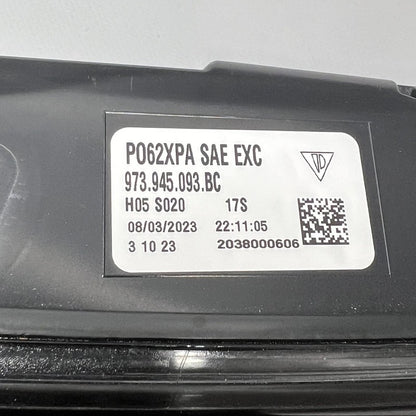 PO62XPA SAE EXC
973.945.093.BC
H05 S020 17S
08/03/2023 22:11:05
3 10 23 2038000606